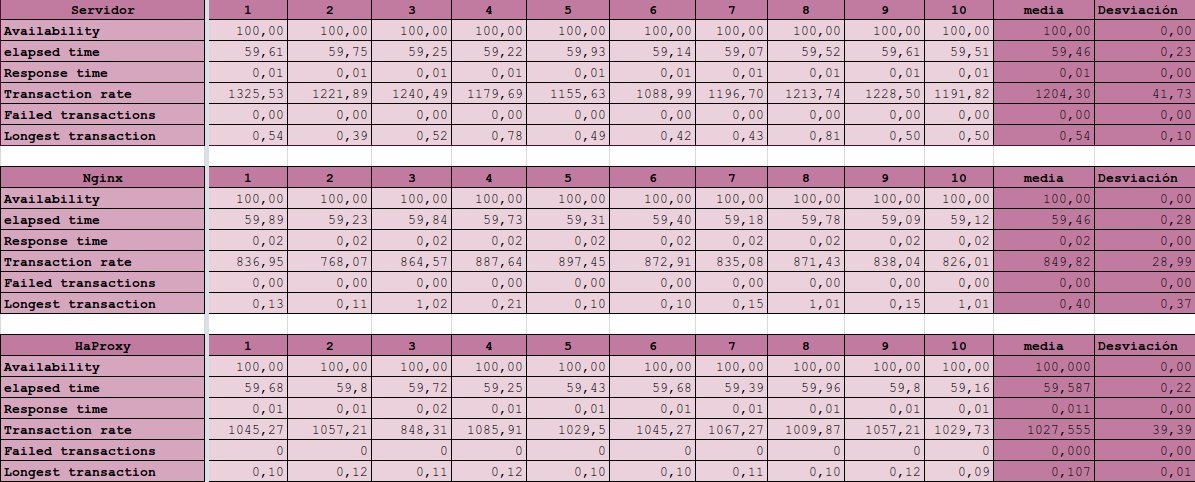 Servidor 1 2 3 4 5 6 7 8 9 10 media Desviación
Availability 100,00 100,00 100,00 100,00 100,00 100,00 100,00 100,00 100,00 100,00 100,00 0,00
elapsed time 59,61 59,75 59,25 59,22 59,93 59,14 59,07 59,52 59,61 59,51 59,46 0,23
Response time 0,01 0,01 0,01 0,01 0,01 0,01 0,01 0,01 0,01 0,01 0,01 0,00
Transaction rate 1325,53 1221,89 1240,49 1179,69 1155,63 1088,99 1196,70 1213,74 1228,50 1191,82 1204,30 41,73
Failed transactions 0,00 0,00 0,00 0,00 0,00 0,00 0,00 0,00 0,00 0,00 0,00 0,00
Longest transaction 0,54 0,39 0,52 0,78 0,49 0,42 0,43 0,81 0,50 0,50 0,54 0,10
Nginx 1 2 3 4 5 6 7 8 9 10 media Desviación
Availability 100,00 100,00 100,00 100,00 100,00 100,00 100,00 100,00 100,00 100,00 100,00 0,00
elapsed time 59,89 59,23 59,84 59,73 59,31 59,40 59,18 59,78 59,09 59,12 59,46 0,28
Response time 0,02 0,02 0,02 0,02 0,02 0,02 0,02 0,02 0,02 0,02 0,02 0,00
Transaction rate 836,95 768,07 864,57 887,64 897,45 872,91 835,08 871,43 838,04 826,01 849,82 28,99
Failed transactions 0,00 0,00 0,00 0,00 0,00 0,00 0,00 0,00 0,00 0,00 0,00 0,00
Longest transaction 0,13 0,11 1,02 0,21 0,10 0,10 0,15 1,01 0,15 1,01 0,40 0,37
HaProxy 1 2 3 4 5 6 7 8 9 10 media Desviación
Availability 100,00 100,00 100,00 100,00 100,00 100,00 100,00 100,00 100,00 100,00 100,000 0,00
elapsed time 59,68 59,8 59,72 59,25 59,43 59,68 59,39 59,96 59,8 59,16 59,587 0,22
Response time 0,01 0,01 0,02 0,01 0,01 0,01 0,01 0,01 0,01 0,01 0,011 0,00
Transaction rate 1045,27 1057,21 848,31 1085,91 1029,5 1045,27 1067,27 1009,87 1057,21 1029,73 1027,555 39,39
Failed transactions 0 0 0 0 0 0 0 0 0 0 0,000 0,00
Longest transaction 0,10 0,12 0,11 0,12 0,10 0,10 0,11 0,10 0,12 0,09 0,107 0,01